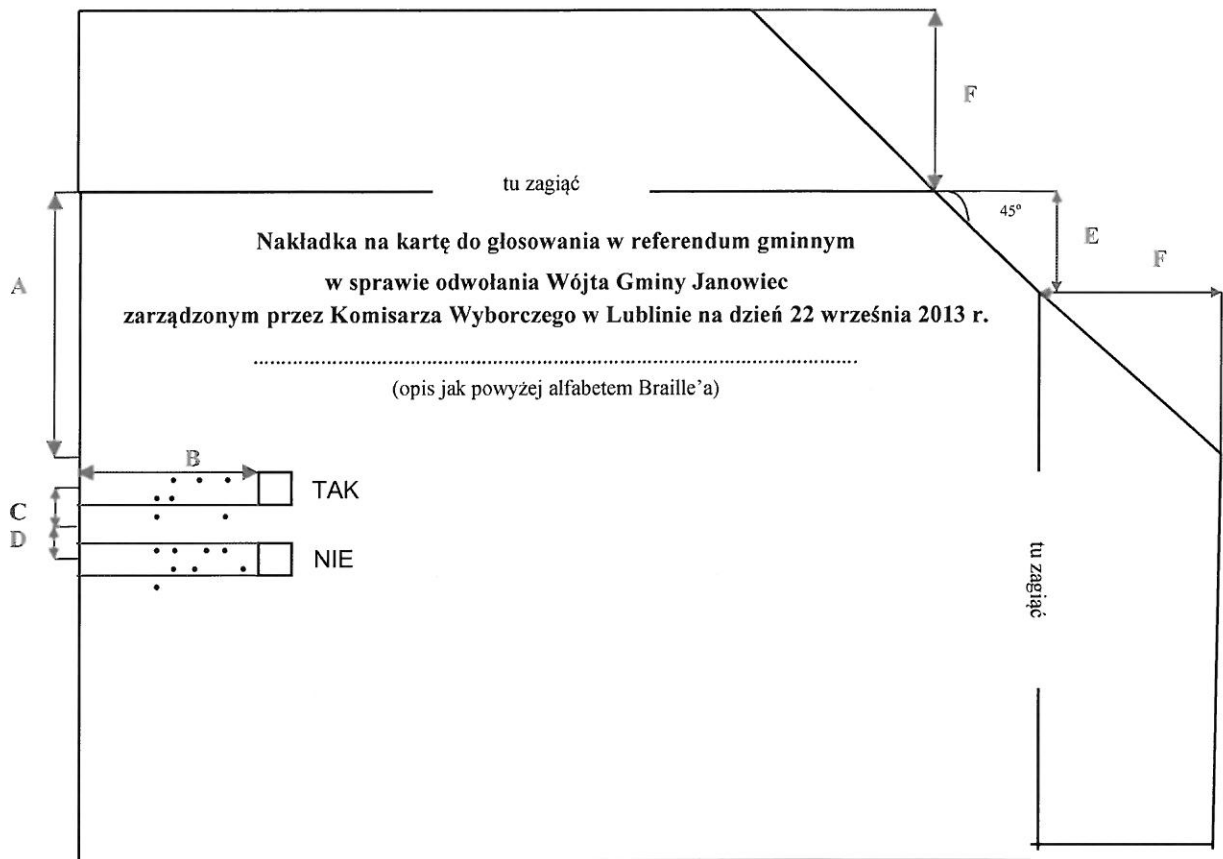 F
tu zagiąć
45º
Nakładka na kartę do głosowania w referendum gminnym
E
F
A
w sprawie odwołania Wójta Gminy Janowiec
zarządzonym przez Komisarza Wyborczego w Lublinie na dzień 22 września 2013 r.
(opis jak powyżej alfabetem Braille’a)
B
TAK
C
D
NIE
tu zagiąć